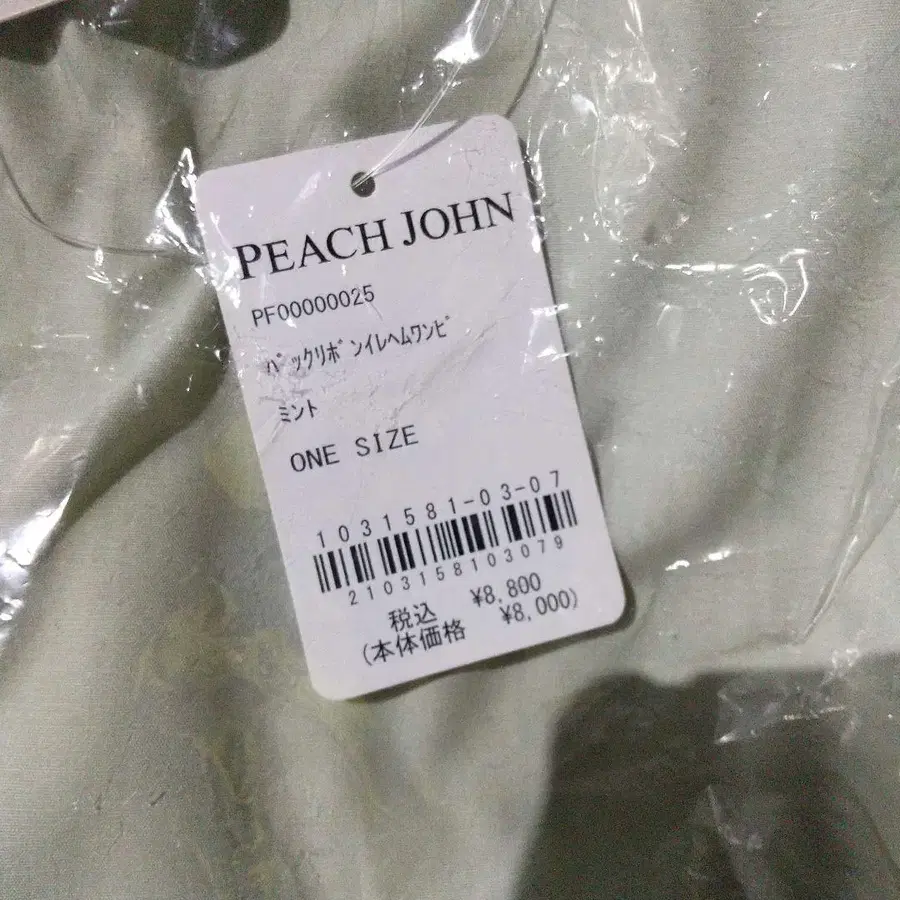 PEACH JOHN
PF00000025
ﾊﾞｯｸﾘﾎﾞﾝｲﾚﾍﾑﾜﾝﾋﾟ
ﾐﾝﾄ
ONE SIZE
1031581-03-07
2103158103079
税込 ¥8,800
(本体価格 ¥8,000)